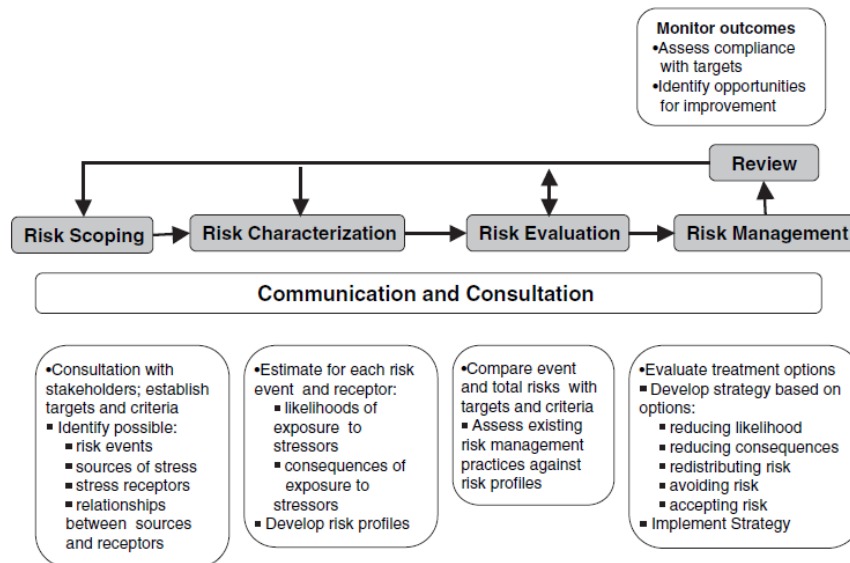 Monitor outcomes
•Assess compliance
with targets
•Identify opportunities
for improvement
Review
Risk Scoping
Risk Characterization
Risk Evaluation
Risk Management
Communication and Consultation
•Consultation with
stakeholders; establish
targets and criteria
▪ Identify possible:
▪ risk events
▪ sources of stress
▪ stress receptors
▪ relationships
between sources
and receptors
•Estimate for each risk
event and receptor:
▪ likelihoods of
exposure to
stressors
▪ consequences of
exposure to
stressors
▪ Develop risk profiles
•Compare event
and total risks with
targets and criteria
▪ Assess existing
risk management
practices against
risk profiles
•Evaluate treatment options
▪ Develop strategy based on
options:
▪ reducing likelihood
▪ reducing consequences
▪ redistributing risk
▪ avoiding risk
▪ accepting risk
▪ Implement Strategy